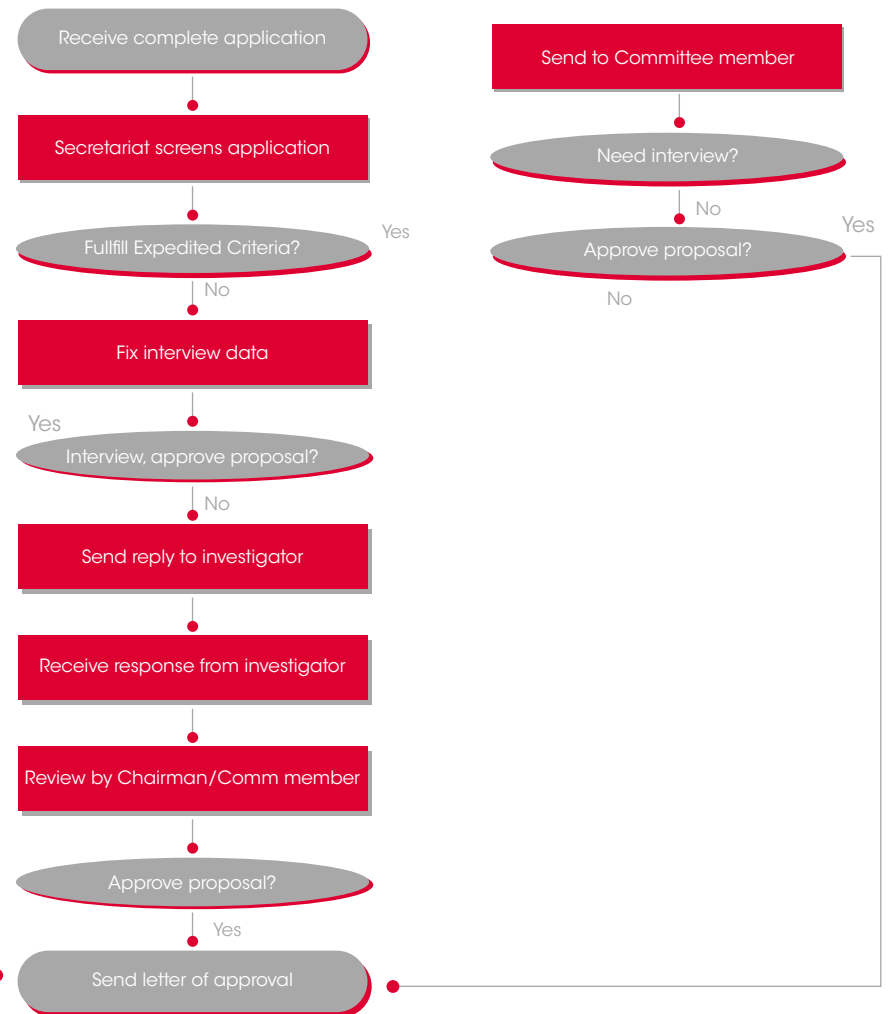 Receive complete application
Secretariat screens application
Fullfill Expedited Criteria?
Yes
No
Fix interview data
Yes
Interview, approve proposal?
No
Send reply to investigator
Receive response from investigator
Review by Chairman/Comm member
Approve proposal?
Yes
Send letter of approval
Send to Committee member
Need interview?
No
Yes
Approve proposal?
No